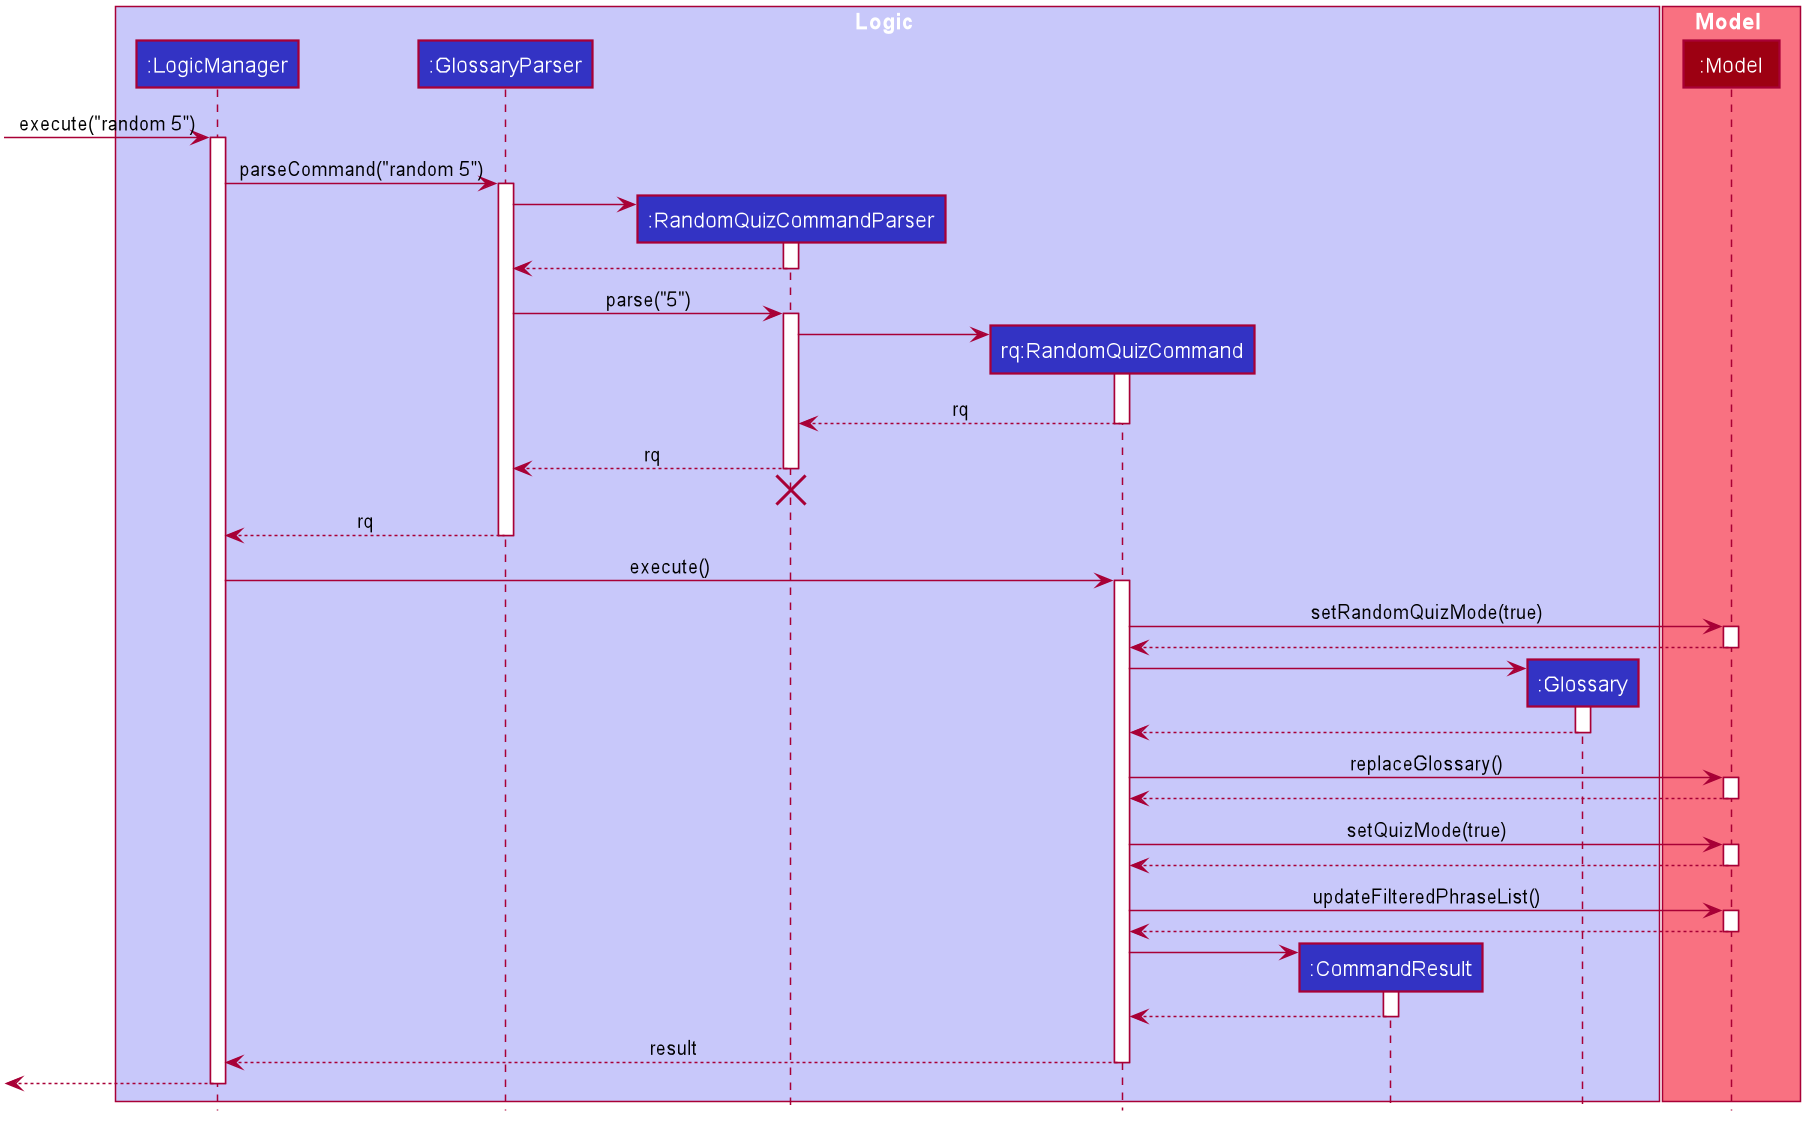 Logic
Model
:LogicManager
:GlossaryParser
:Model
execute("random 5")
parseCommand("random 5")
:RandomQuizCommandParser
parse("5")
rq:RandomQuizCommand
rq
rq
rq
execute()
setRandomQuizMode(true)
:Glossary
replaceGlossary()
setQuizMode(true)
updateFilteredPhraseList()
:CommandResult
result